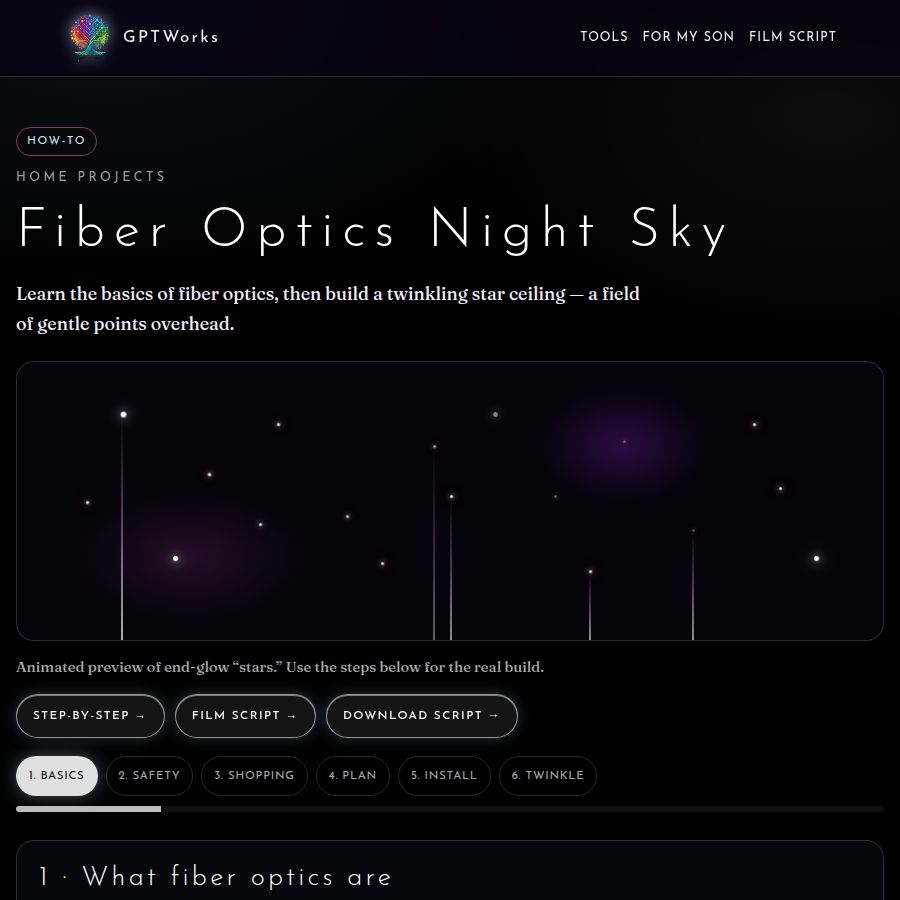 GPTWorks
TOOLS FOR MY SON FILM SCRIPT
HOW-TO
HOME PROJECTS
Fiber Optics Night Sky
Learn the basics of fiber optics, then build a twinkling star ceiling — a field
of gentle points overhead.
Animated preview of end-glow “stars.” Use the steps below for the real build.
STEP-BY-STEP → FILM SCRIPT → DOWNLOAD SCRIPT →
1. BASICS 2. SAFETY 3. SHOPPING 4. PLAN 5. INSTALL 6. TWINKLE
1 · What fiber optics are